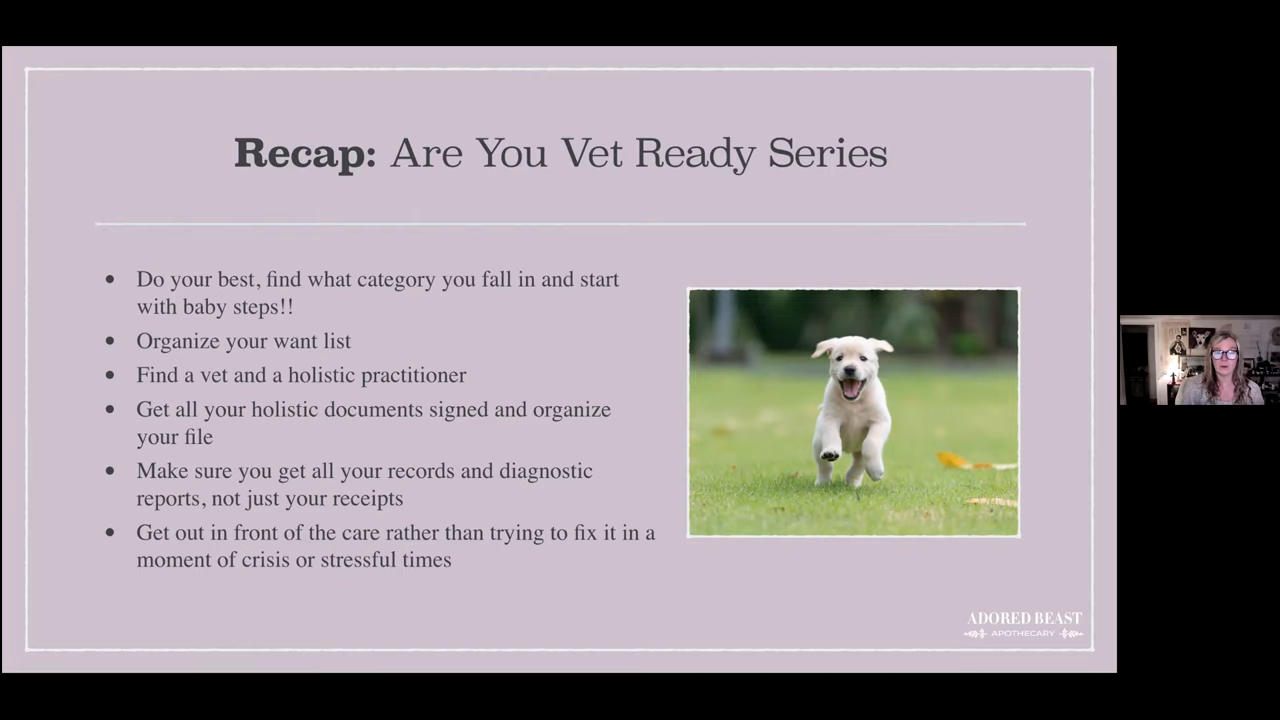 Recap: Are You Vet Ready Series
• Do your best, find what category you fall in and start
with baby steps!!
• Organize your want list
• Find a vet and a holistic practitioner
• Get all your holistic documents signed and organize
your file
• Make sure you get all your records and diagnostic
reports, not just your receipts
• Get out in front of the care rather than trying to fix it in a
moment of crisis or stressful times
ADORED BEAST
APOTHECARY